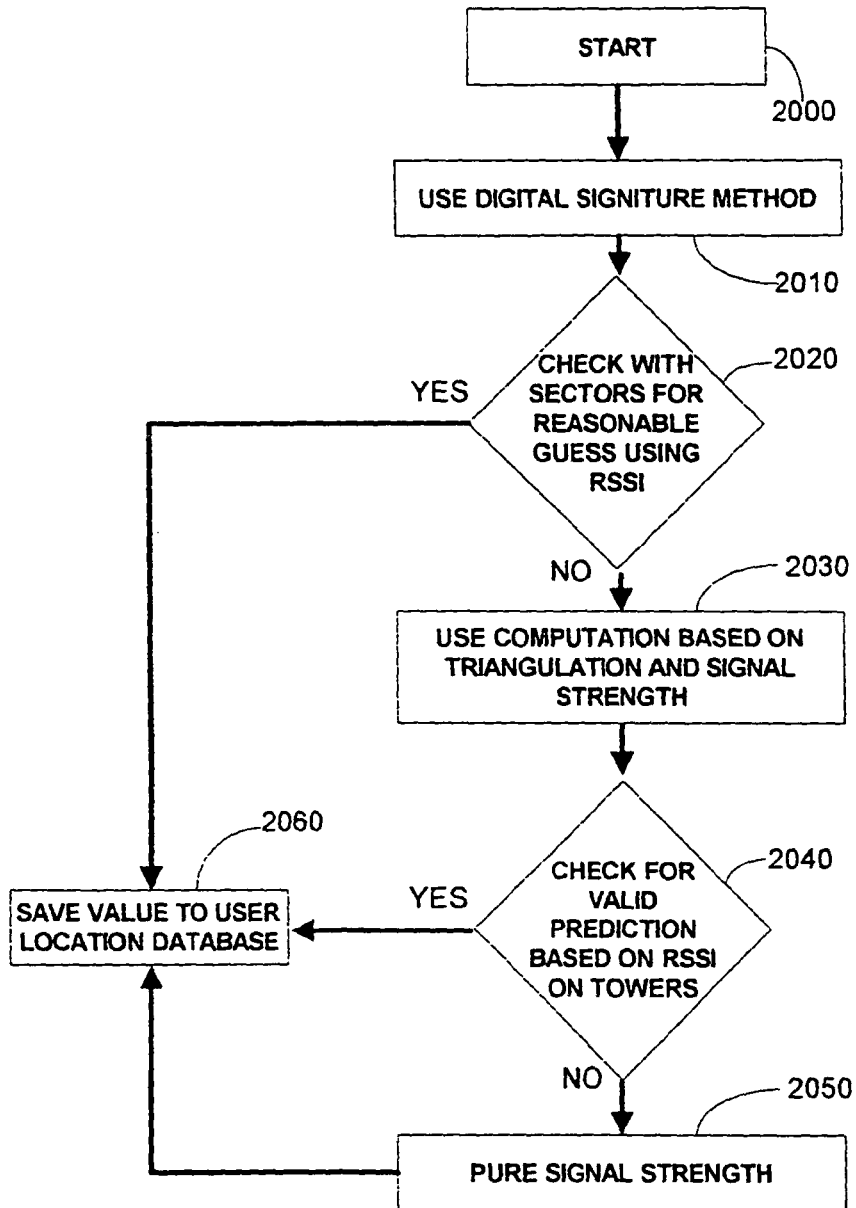 START
2000
USE DIGITAL SIGNITURE METHOD
2010
CHECK WITH
SECTORS FOR
REASONABLE
GUESS USING
RSSI
2020
YES
NO
2030
USE COMPUTATION BASED ON
TRIANGULATION AND SIGNAL
STRENGTH
2060
SAVE VALUE TO USER
LOCATION DATABASE
YES
CHECK FOR
VALID
PREDICTION
BASED ON RSSI
ON TOWERS
2040
NO
2050
PURE SIGNAL STRENGTH